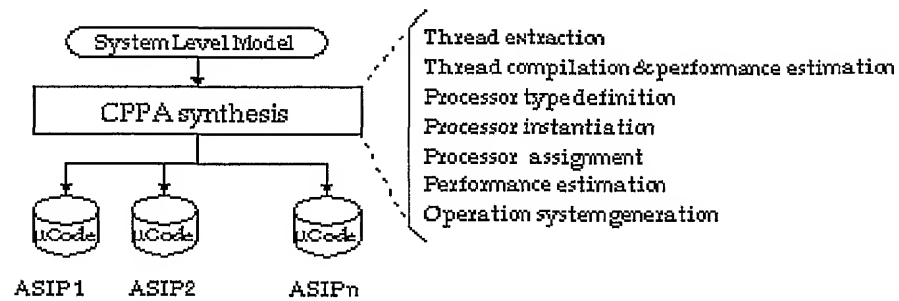 System Level Model
CPPA synthesis
Thread extraction
Thread compilation & performance estimation
Processor type definition
Processor instantiation
Processor assignment
Performance estimation
Operation system generation
μCode
μCode
μCode
ASIP1
ASIP2
ASIPn